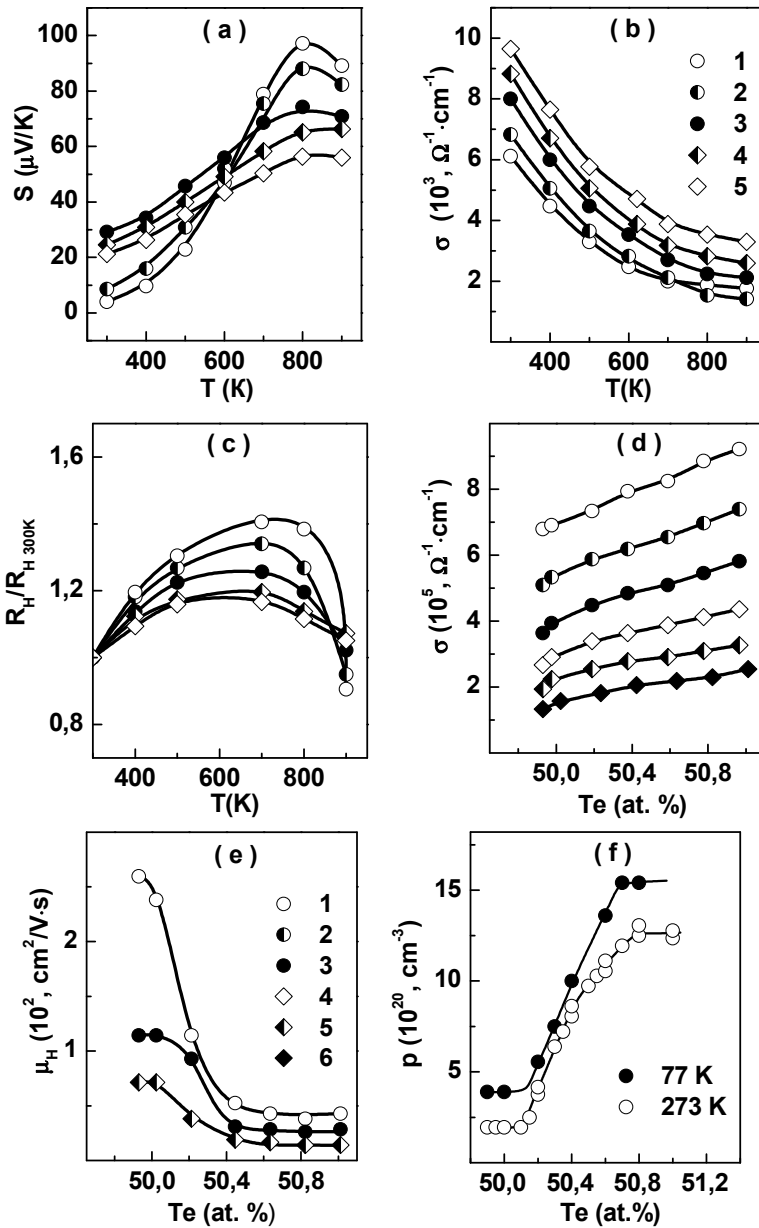 ( a )
100
80
60
40
20
0
S (μV/K)
400 600 800
T (K)
( b )
10
8
6
4
2
σ (10³, Ω⁻¹·cm⁻¹)
1
2
3
4
5
400 600 800
T(K)
( c )
1,6
1,2
0,8
R_H/R_H 300K
400 600 800
T(K)
( d )
8
6
4
2
σ (10⁵, Ω⁻¹·cm⁻¹)
50,0 50,4 50,8
Te (at. %)
( e )
2
1
μ_H (10², cm²/V·s)
1
2
3
4
5
6
50,0 50,4 50,8
Te (at. %)
( f )
15
10
5
0
p (10²⁰, cm⁻³)
77 K
273 K
50,0 50,4 50,8 51,2
Te (at.%)